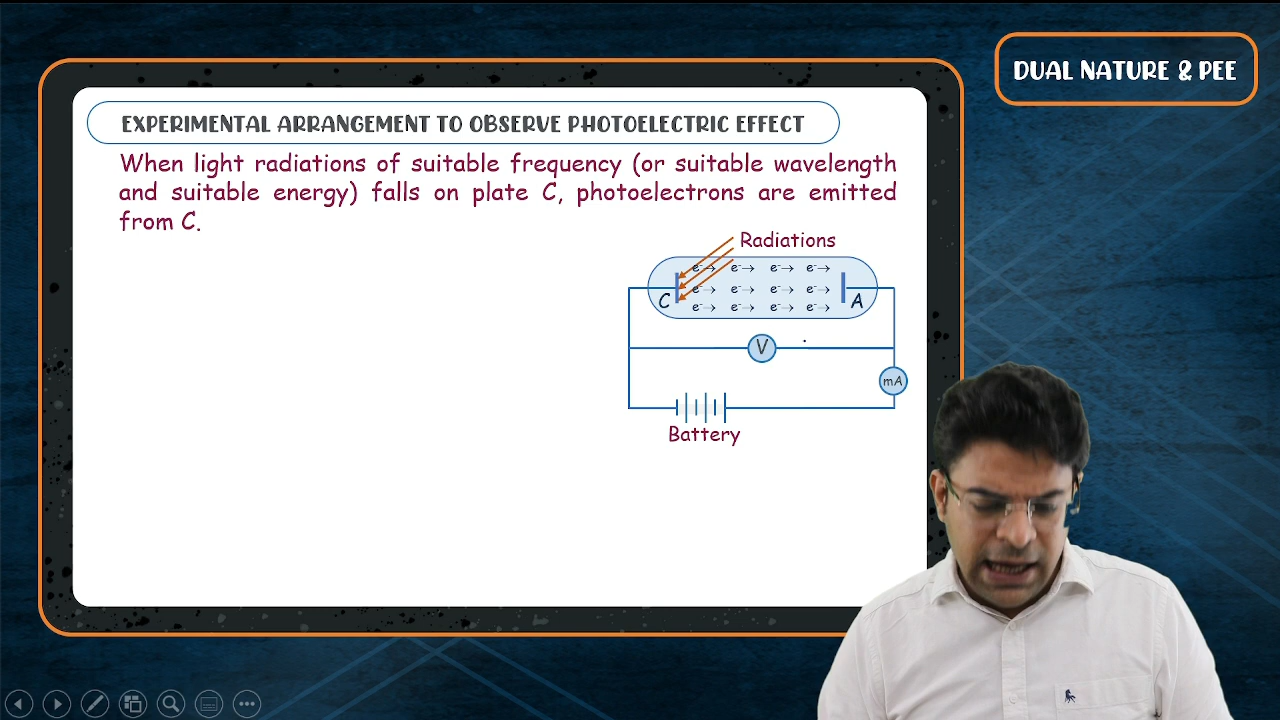 DUAL NATURE & PEE
EXPERIMENTAL ARRANGEMENT TO OBSERVE PHOTOELECTRIC EFFECT
When light radiations of suitable frequency (or suitable wavelength
and suitable energy) falls on plate C, photoelectrons are emitted
from C.
Radiations
e⁻→ e⁻→ e⁻→ e⁻→
C e⁻→ e⁻→ e⁻→ e⁻→ A
e⁻→ e⁻→ e⁻→ e⁻→
V
mA
Battery